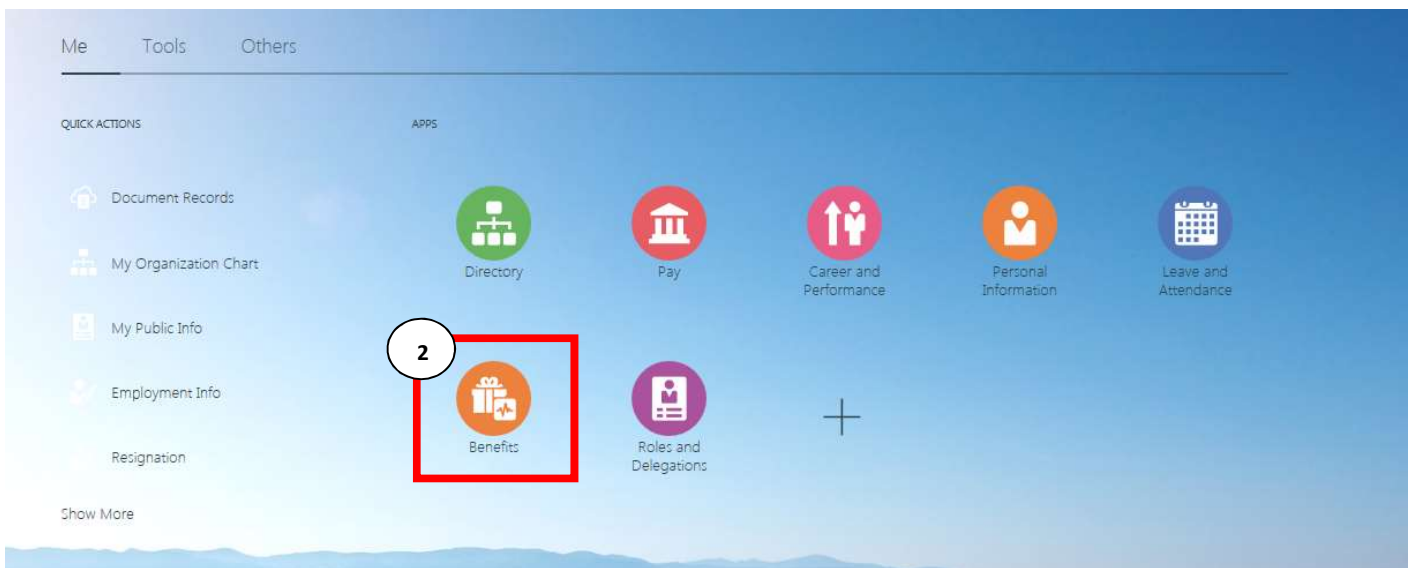 Me Tools Others
QUICK ACTIONS
APPS
Document Records
My Organization Chart
My Public Info
Employment Info
Resignation
Show More
Directory
Pay
Career and
Performance
Personal
Information
Leave and
Attendance
2
Benefits
Roles and
Delegations